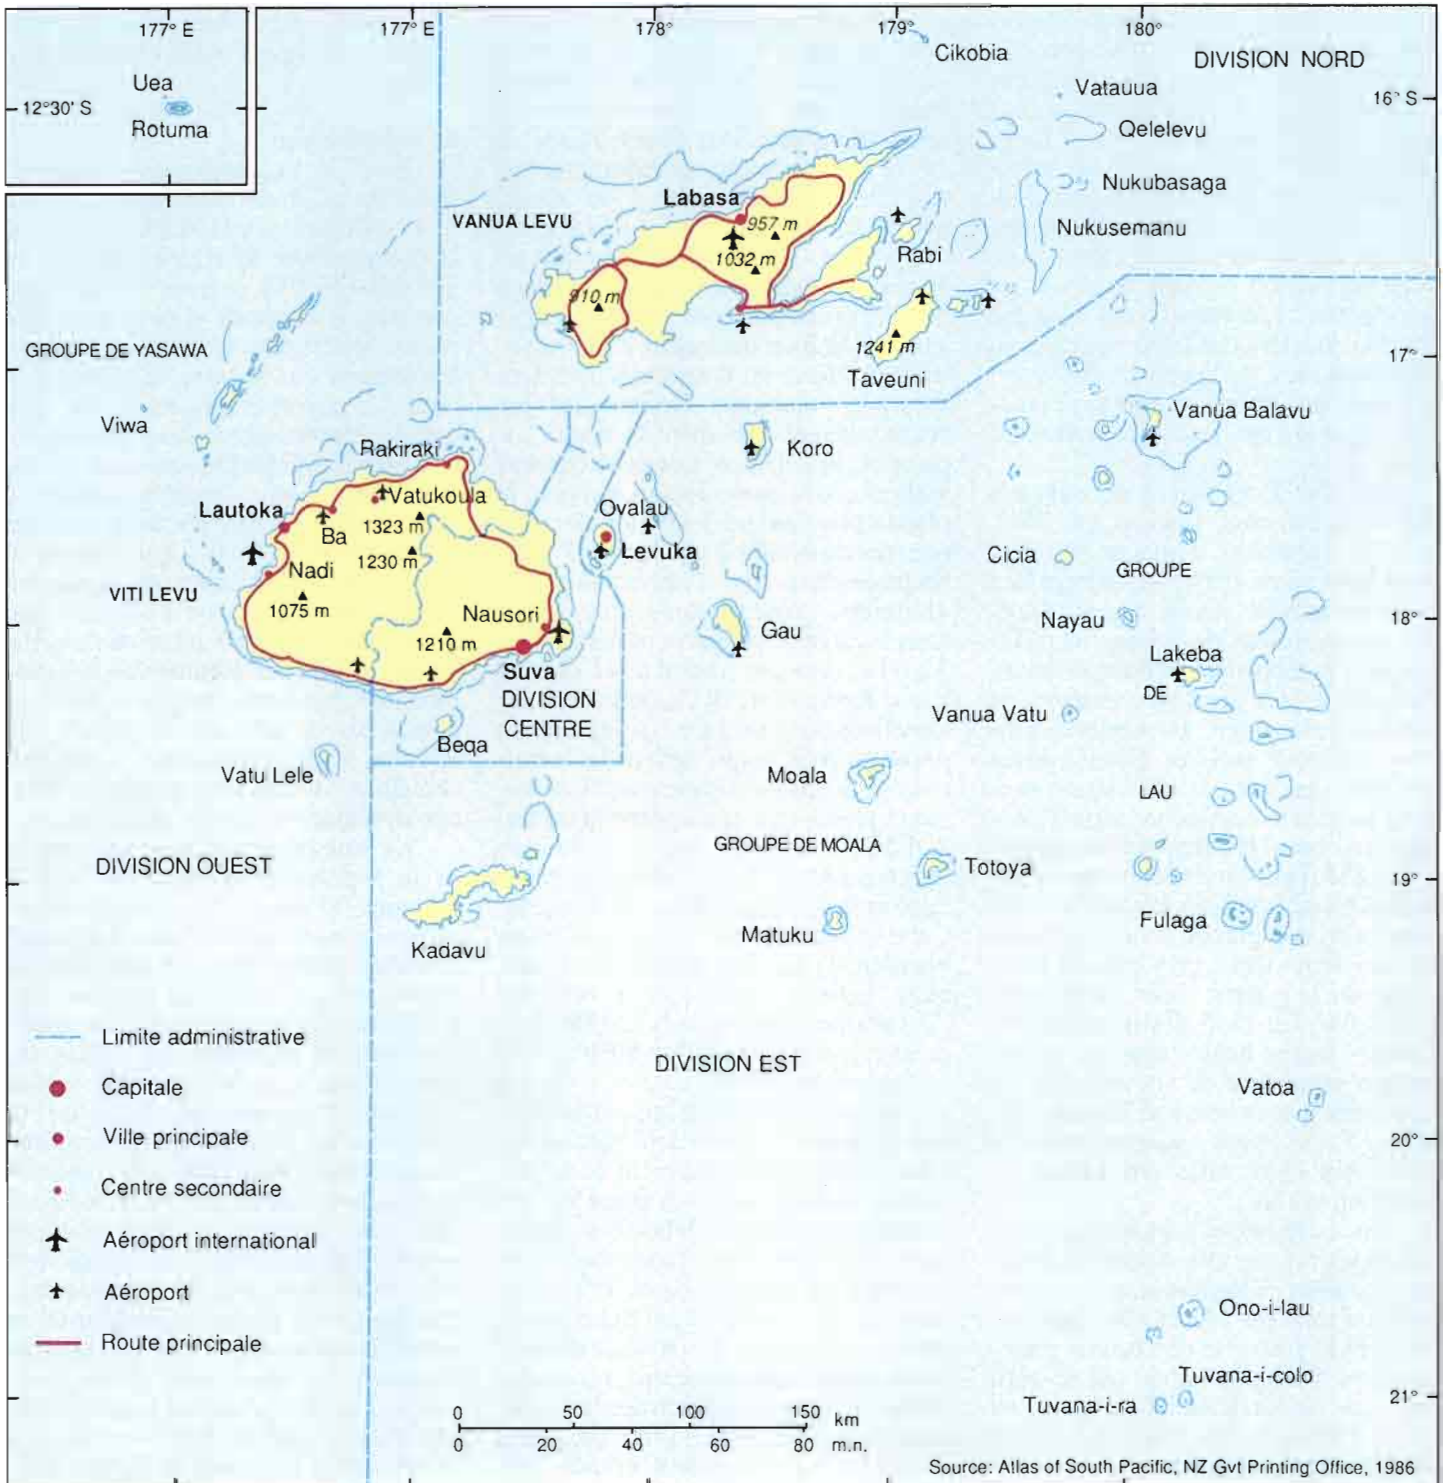 177° E
177° E
178°
179°
180°
Cikobia
DIVISION NORD
Uea
12°30' S
Rotuma
Vatauua
16° S
Qelelevu
Labasa
Nukubasaga
VANUA LEVU
957 m
Nukusemanu
1032 m
Rabi
910 m
GROUPE DE YASAWA
1241 m
17°
Taveuni
Viwa
Vanua Balavu
Rakiraki
Koro
Vatukoula
Lautoka
Ovalau
1323 m
Ba
Levuka
1230 m
Cicia
Nadi
GROUPE
VITI LEVU
1075 m
Nausori
Nayau
18°
1210 m
Gau
Lakeba
Suva
DE
DIVISION
CENTRE
Vanua Vatu
Beqa
Vatu Lele
Moala
LAU
GROUPE DE MOALA
DIVISION OUEST
Totoya
19°
Fulaga
Matuku
Kadavu
Limite administrative
DIVISION EST
Capitale
Vatoa
Ville principale
20°
Centre secondaire
Aéroport international
Aéroport
Ono-i-lau
Route principale
Tuvana-i-colo
21°
Tuvana-i-ra
0 50 100 150 km
0 20 40 60 80 m.n.
Source: Atlas of South Pacific, NZ Gvt Printing Office, 1986